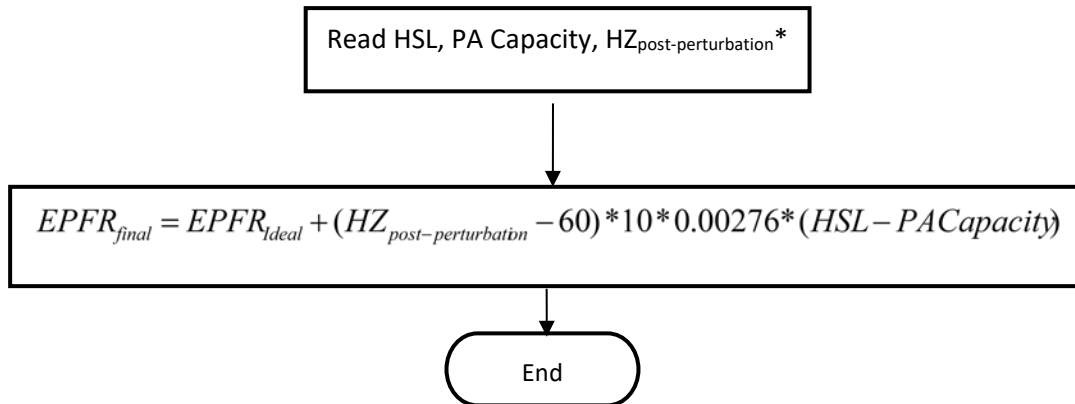 Read HSL, PA Capacity, HZpost-perturbation*
EPFRfinal = EPFRIdeal + (HZpost−perturbation − 60)*10*0.00276*(HSL−PACapacity)
End